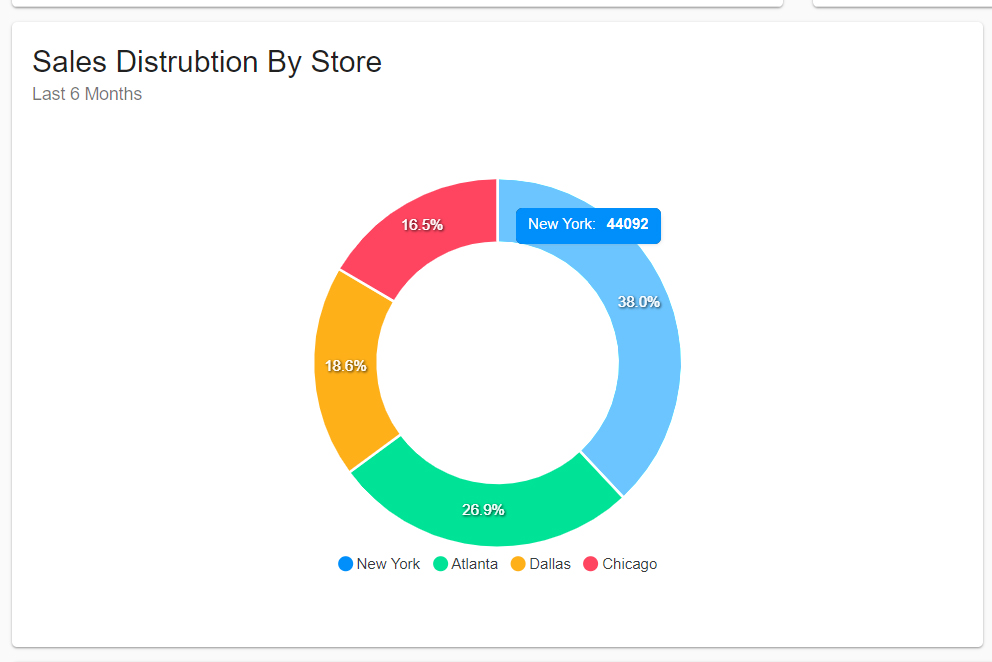 Sales Distrubtion By Store
Last 6 Months
16.5%
New York: 44092
38.0%
18.6%
26.9%
New York Atlanta Dallas Chicago